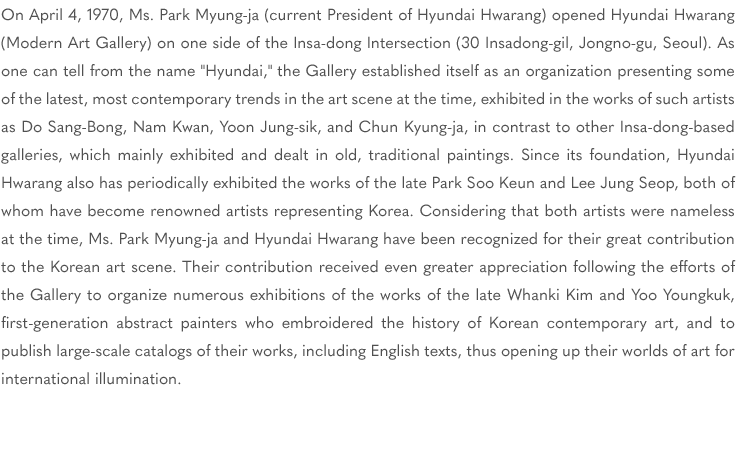 On April 4, 1970, Ms. Park Myung-ja (current President of Hyundai Hwarang) opened Hyundai Hwarang
(Modern Art Gallery) on one side of the Insa-dong Intersection (30 Insadong-gil, Jongno-gu, Seoul). As
one can tell from the name "Hyundai," the Gallery established itself as an organization presenting some
of the latest, most contemporary trends in the art scene at the time, exhibited in the works of such artists
as Do Sang-Bong, Nam Kwan, Yoon Jung-sik, and Chun Kyung-ja, in contrast to other Insa-dong-based
galleries, which mainly exhibited and dealt in old, traditional paintings. Since its foundation, Hyundai
Hwarang also has periodically exhibited the works of the late Park Soo Keun and Lee Jung Seop, both of
whom have become renowned artists representing Korea. Considering that both artists were nameless
at the time, Ms. Park Myung-ja and Hyundai Hwarang have been recognized for their great contribution
to the Korean art scene. Their contribution received even greater appreciation following the efforts of
the Gallery to organize numerous exhibitions of the works of the late Whanki Kim and Yoo Youngkuk,
first-generation abstract painters who embroidered the history of Korean contemporary art, and to
publish large-scale catalogs of their works, including English texts, thus opening up their worlds of art for
international illumination.